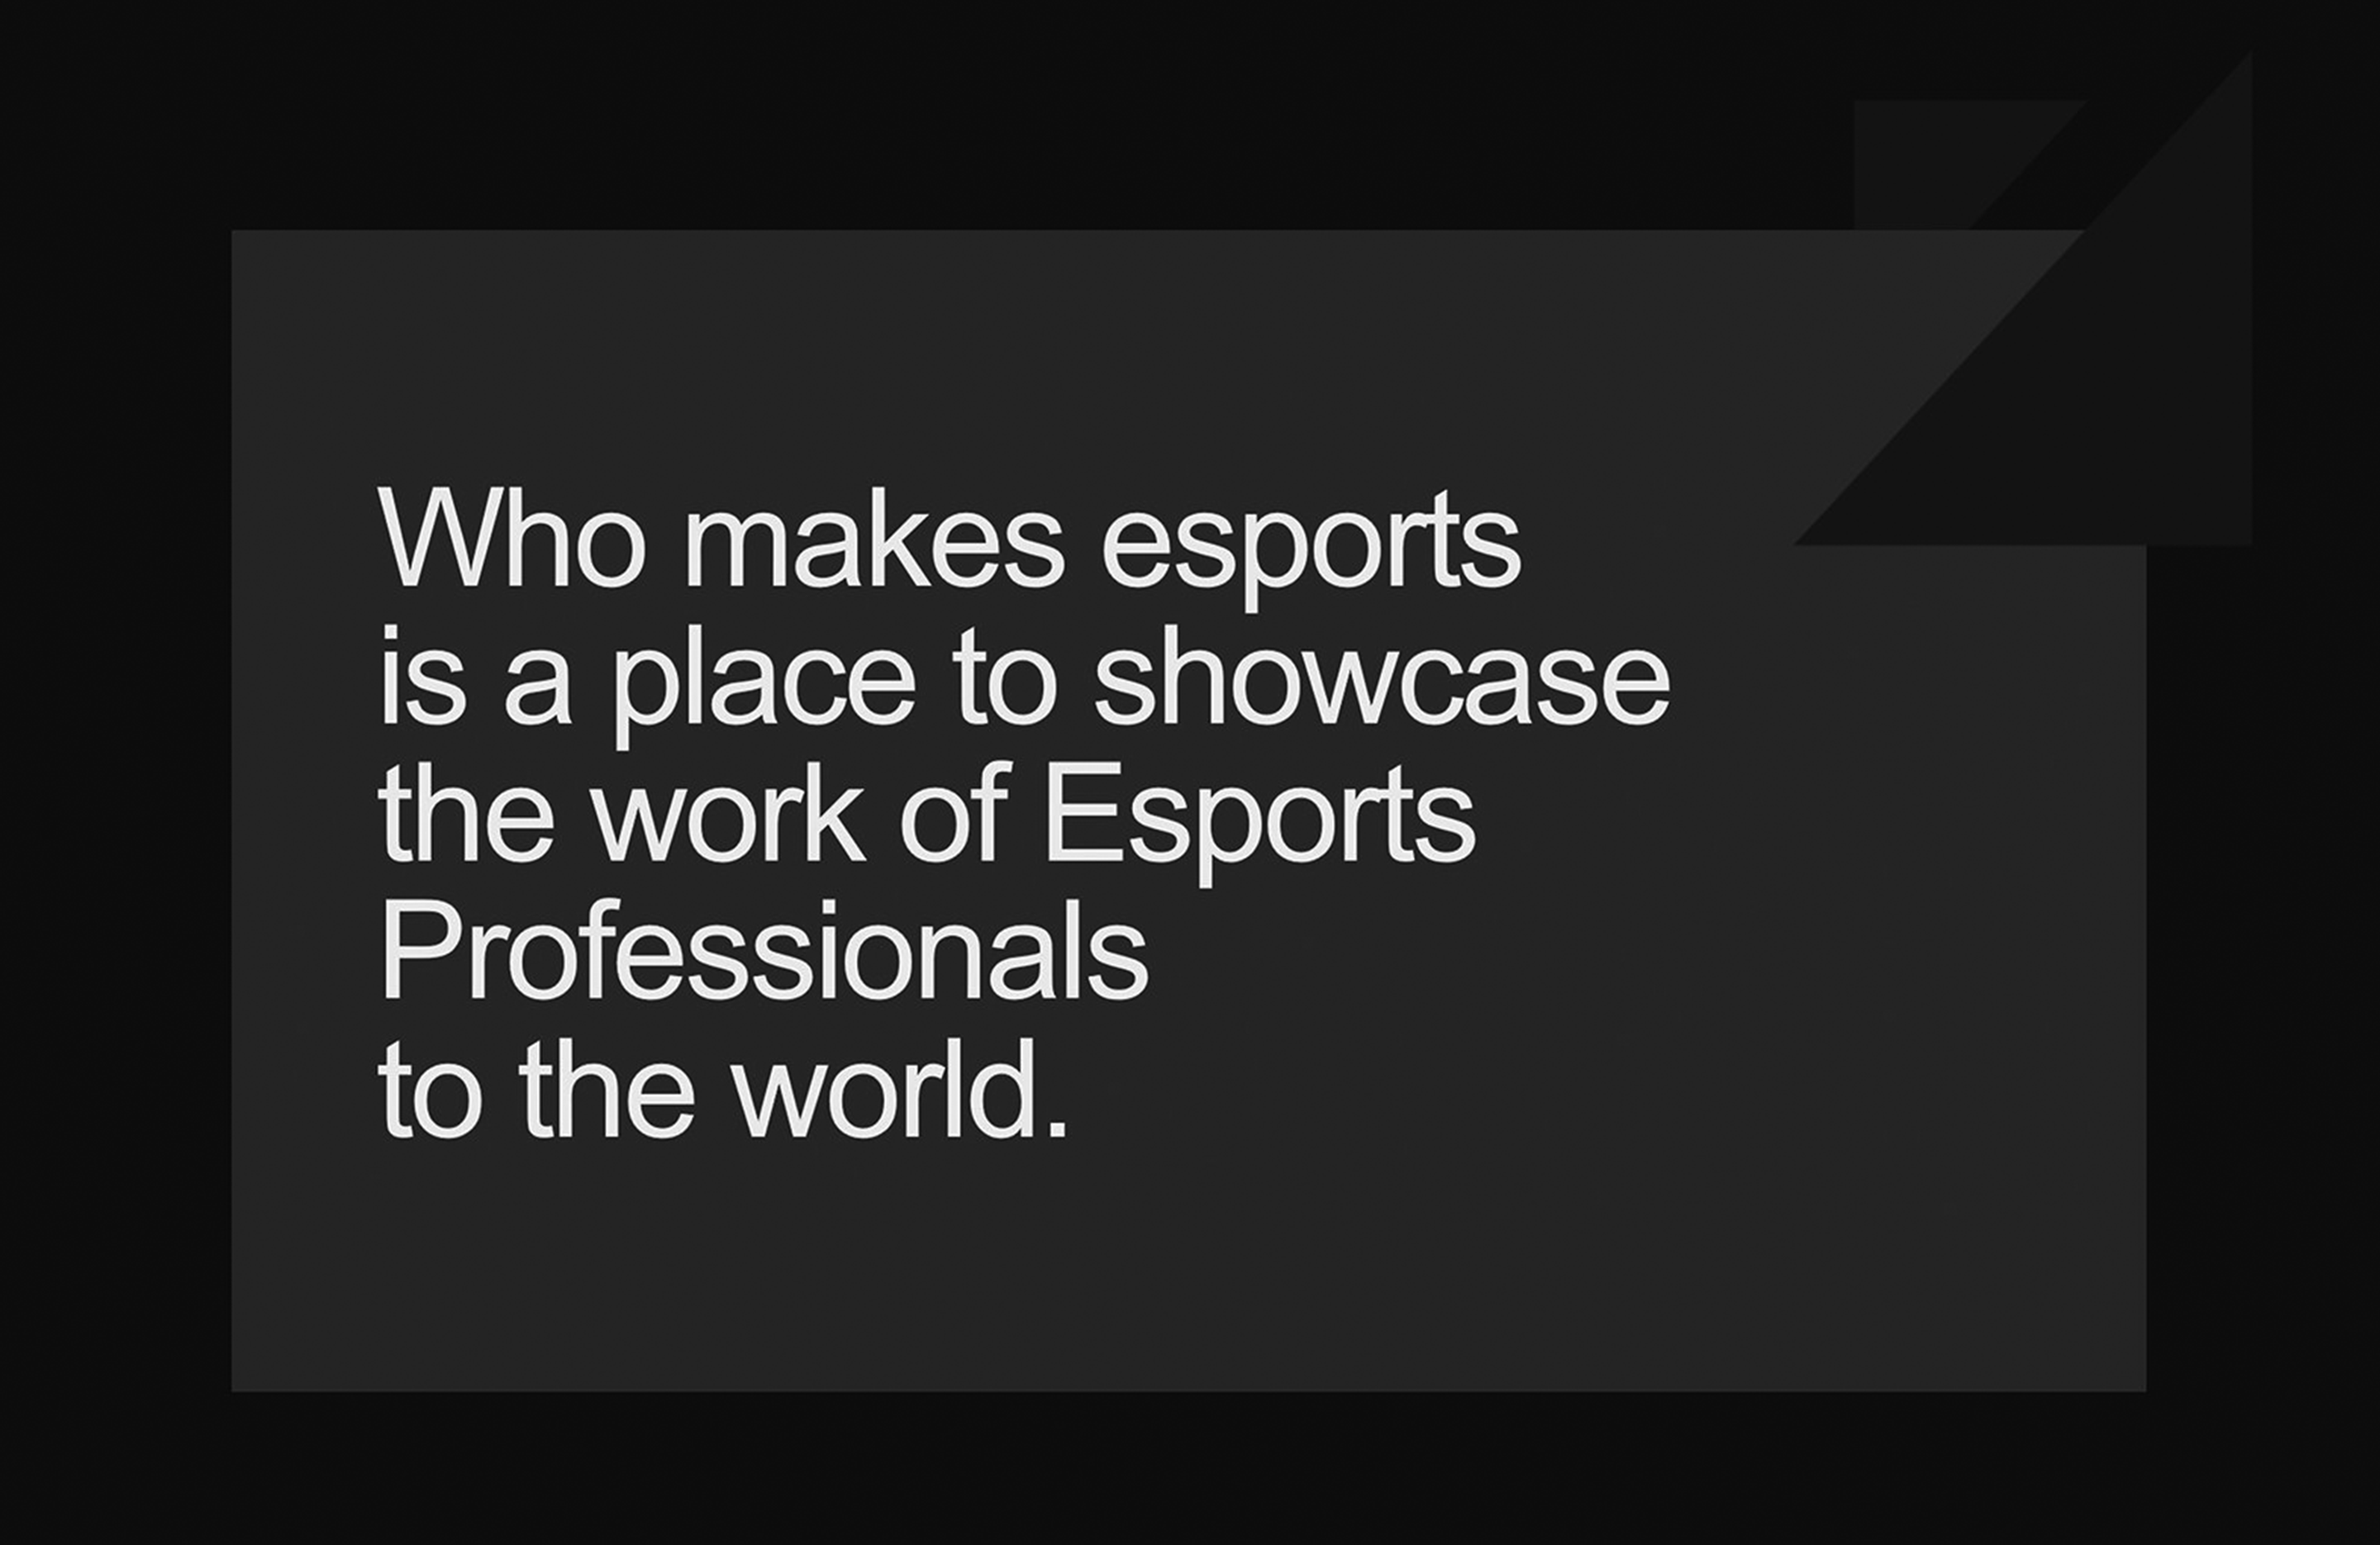 Who makes esports
is a place to showcase
the work of Esports
Professionals
to the world.